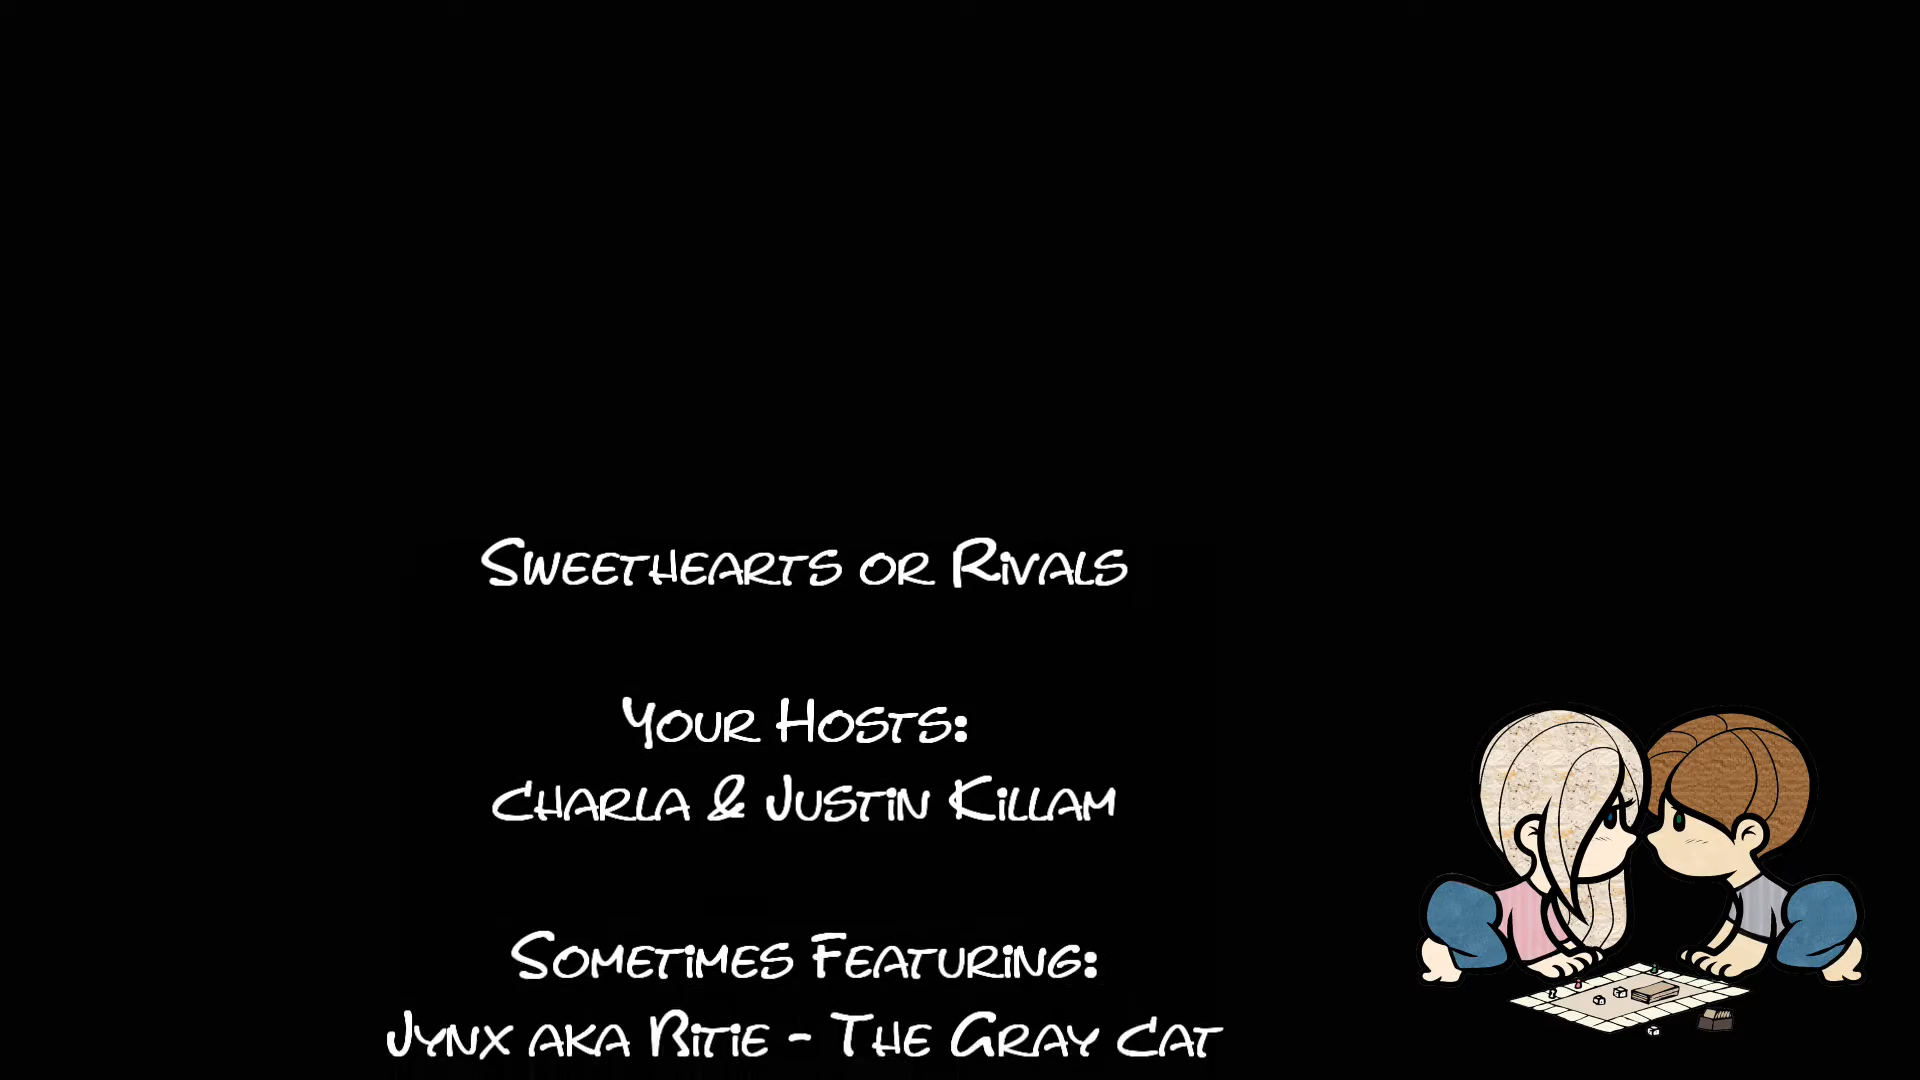 Sweethearts or Rivals
Your Hosts:
Charla & Justin Killam
Sometimes Featuring:
Jynx aka Bitie - The Gray Cat